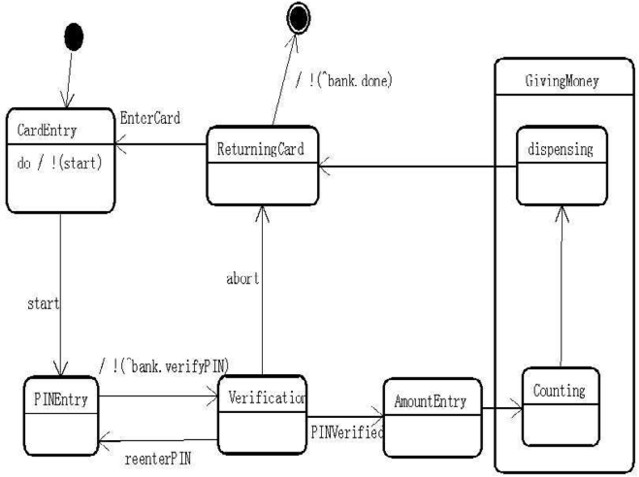 / !(^bank.done)
GivingMoney
EnterCard
CardEntry
do / !(start)
ReturningCard
dispensing
start
abort
/ !(^bank.verifyPIN)
PINEntry
Verification
AmountEntry
Counting
PINVerified
reenterPIN